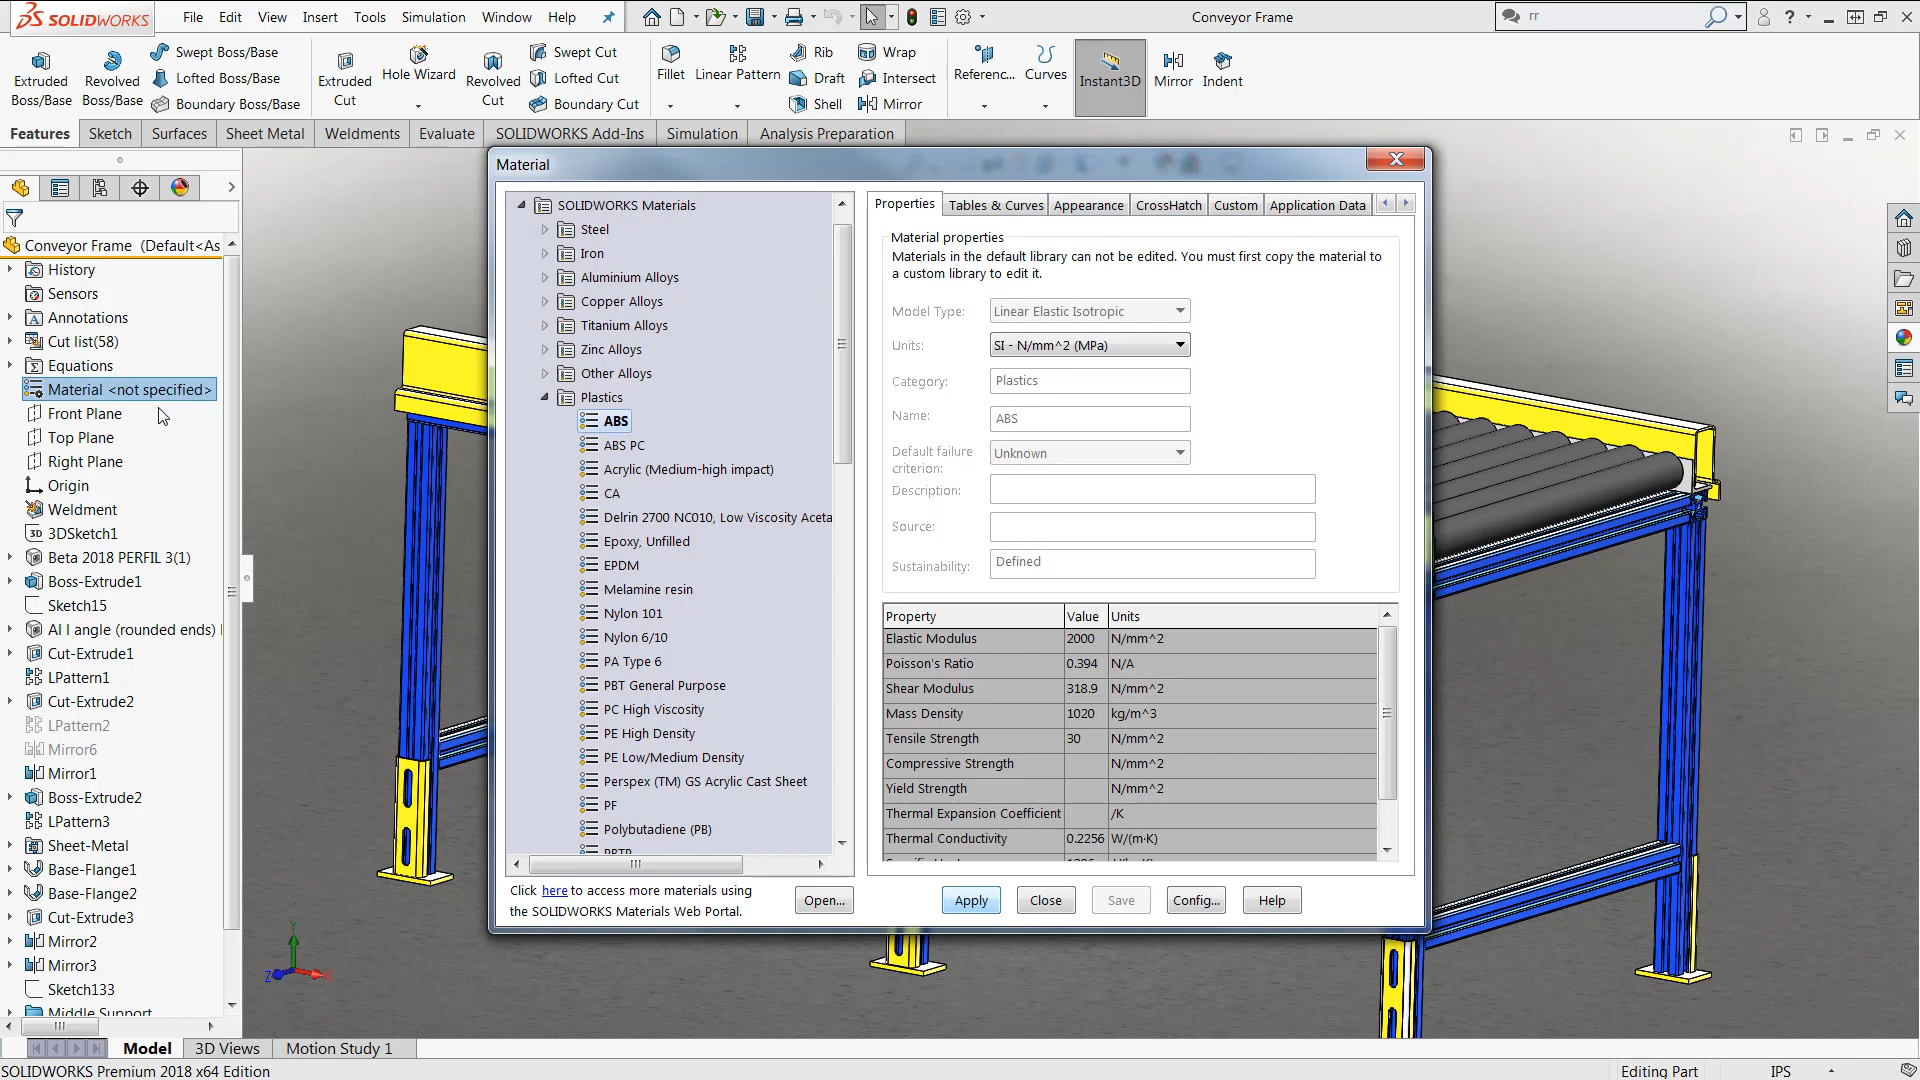 SOLIDWORKS
File Edit View Insert Tools Simulation Window Help
Conveyor Frame
rr
Extruded Boss/Base
Revolved Boss/Base
Swept Boss/Base
Lofted Boss/Base
Boundary Boss/Base
Extruded Cut
Hole Wizard
Revolved Cut
Swept Cut
Lofted Cut
Boundary Cut
Fillet
Linear Pattern
Rib
Draft
Shell
Wrap
Intersect
Mirror
Referenc...
Curves
Instant3D
Mirror
Indent
Features Sketch Surfaces Sheet Metal Weldments Evaluate SOLIDWORKS Add-Ins Simulation Analysis Preparation
Conveyor Frame (Default<As
History
Sensors
Annotations
Cut list(58)
Equations
Material <not specified>
Front Plane
Top Plane
Right Plane
Origin
Weldment
3D 3DSketch1
Beta 2018 PERFIL 3(1)
Boss-Extrude1
Sketch15
Al I angle (rounded ends)
Cut-Extrude1
LPattern1
Cut-Extrude2
LPattern2
Mirror6
Mirror1
Boss-Extrude2
LPattern3
Sheet-Metal
Base-Flange1
Base-Flange2
Cut-Extrude3
Mirror2
Mirror3
Sketch133
Middle Support
Material
SOLIDWORKS Materials
Steel
Iron
Aluminium Alloys
Copper Alloys
Titanium Alloys
Zinc Alloys
Other Alloys
Plastics
ABS
ABS PC
Acrylic (Medium-high impact)
CA
Delrin 2700 NC010, Low Viscosity Aceta
Epoxy, Unfilled
EPDM
Melamine resin
Nylon 101
Nylon 6/10
PA Type 6
PBT General Purpose
PC High Viscosity
PE High Density
PE Low/Medium Density
Perspex (TM) GS Acrylic Cast Sheet
PF
Polybutadiene (PB)
PBTP
Click here to access more materials using
the SOLIDWORKS Materials Web Portal.
Open...
Properties Tables & Curves Appearance CrossHatch Custom Application Data
Material properties
Materials in the default library can not be edited. You must first copy the material to
a custom library to edit it.
Model Type: Linear Elastic Isotropic
Units: SI - N/mm^2 (MPa)
Category: Plastics
Name: ABS
Default failure criterion: Unknown
Description:
Source:
Sustainability: Defined
Property Value Units
Elastic Modulus 2000 N/mm^2
Poisson's Ratio 0.394 N/A
Shear Modulus 318.9 N/mm^2
Mass Density 1020 kg/m^3
Tensile Strength 30 N/mm^2
Compressive Strength N/mm^2
Yield Strength N/mm^2
Thermal Expansion Coefficient /K
Thermal Conductivity 0.2256 W/(m·K)
Apply Close Save Config... Help
Y
Z
X
Model 3D Views Motion Study 1
SOLIDWORKS Premium 2018 x64 Edition
Editing Part
IPS